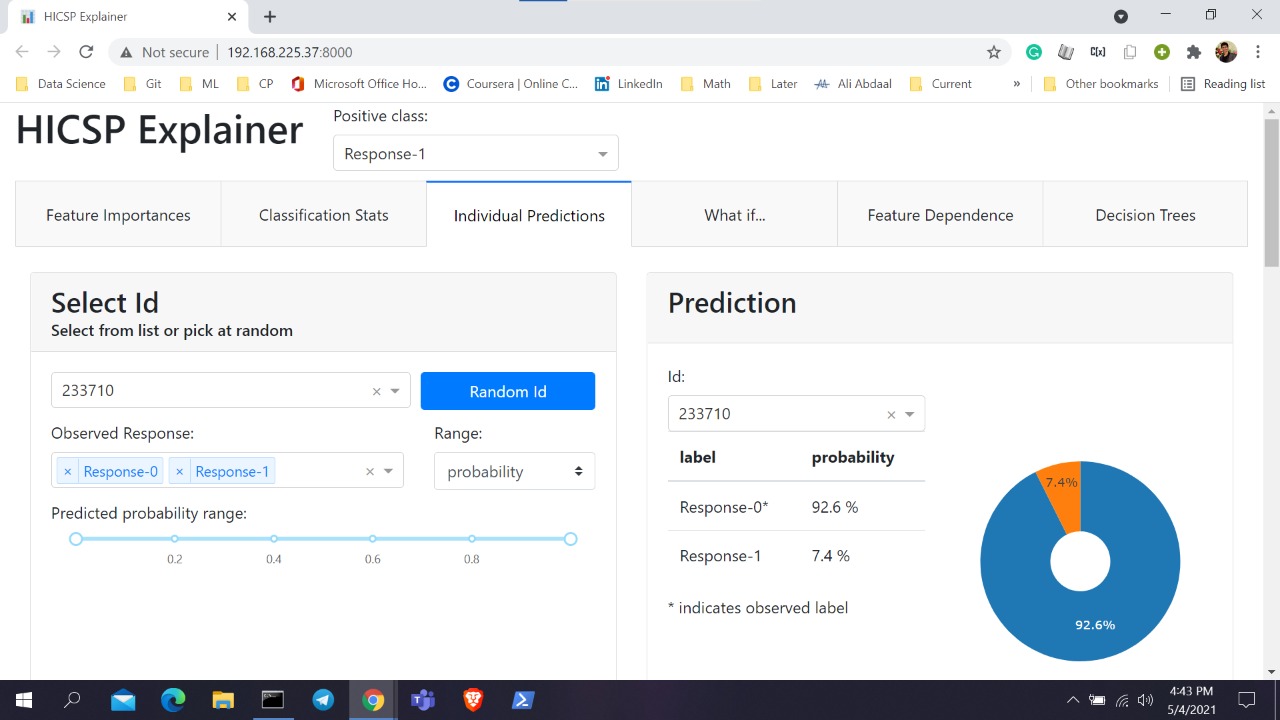 HICSP Explainer
Not secure
192.168.225.37:8000
C[x]
Data Science
Git
ML
CP
Microsoft Office Ho...
Coursera | Online C...
LinkedIn
Math
Later
Ali Abdaal
Current
»
Other bookmarks
Reading list
HICSP Explainer
Positive class:
Response-1
Feature Importances
Classification Stats
Individual Predictions
What if...
Feature Dependence
Decision Trees
Select Id
Select from list or pick at random
233710
Random Id
Observed Response:
Range:
× Response-0
× Response-1
probability
Predicted probability range:
0.2 0.4 0.6 0.8
Prediction
Id:
233710
label probability
Response-0* 92.6 %
Response-1 7.4 %
* indicates observed label
7.4%
92.6%
4:43 PM
5/4/2021